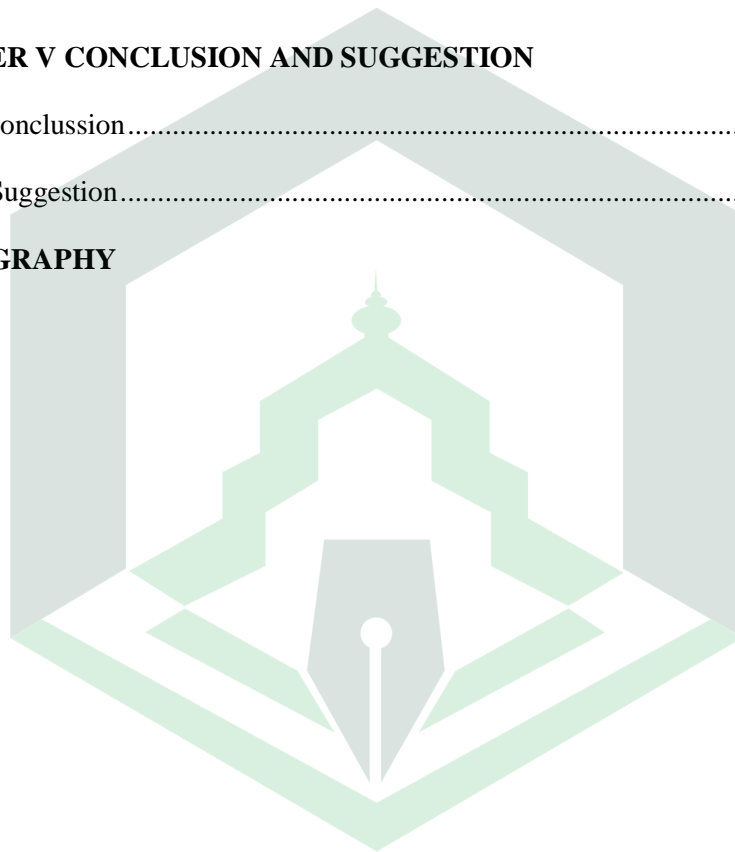 ER V CONCLUSION AND SUGGESTION
onclussion.......................................................................................
Suggestion.......................................................................................
GRAPHY